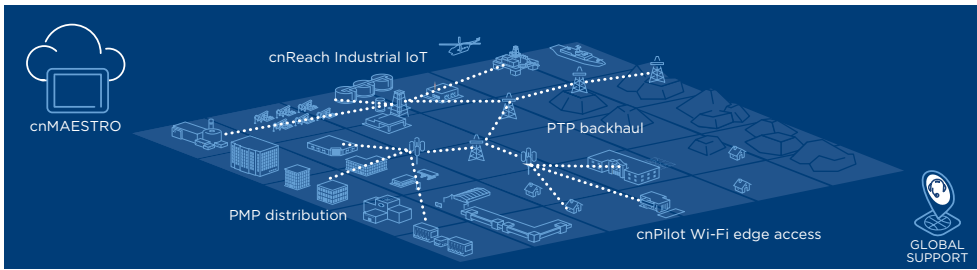 cnReach Industrial IoT
cnMAESTRO
PTP backhaul
PMP distribution
cnPilot Wi-Fi edge access
GLOBAL
SUPPORT